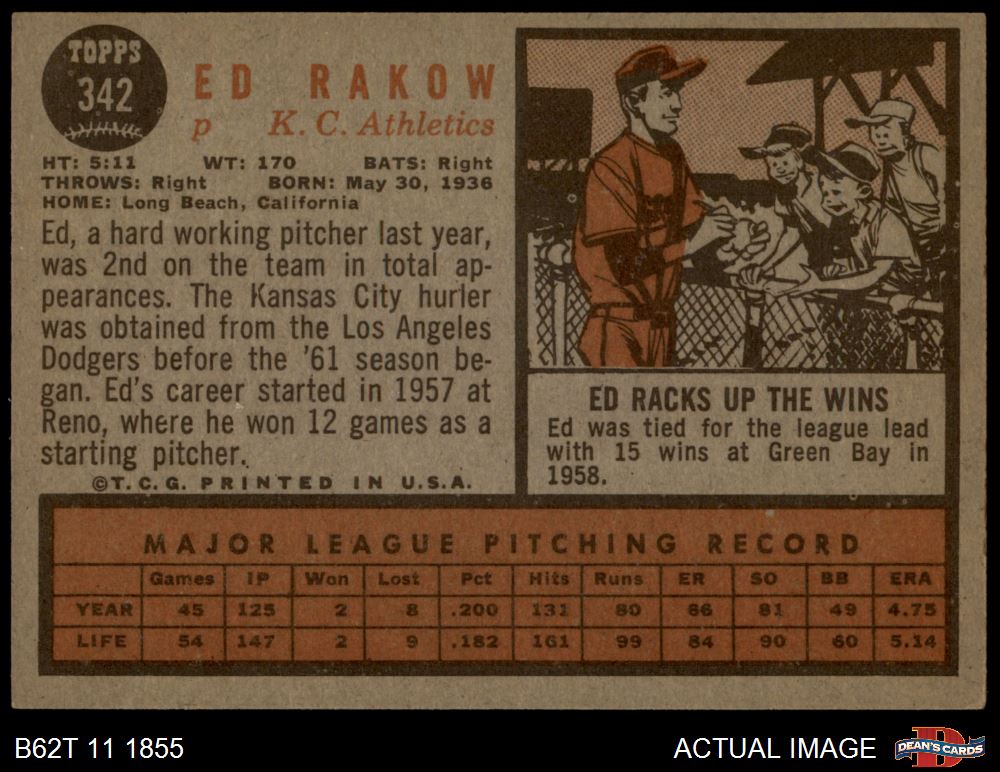 TOPPS
342
ED RAKOW
p K. C. Athletics
HT: 5:11 WT: 170 BATS: Right
THROWS: Right BORN: May 30, 1936
HOME: Long Beach, California
Ed, a hard working pitcher last year,
was 2nd on the team in total ap-
pearances. The Kansas City hurler
was obtained from the Los Angeles
Dodgers before the '61 season be-
gan. Ed's career started in 1957 at
Reno, where he won 12 games as a
starting pitcher.
©T. C. G. PRINTED IN U.S.A.
ED RACKS UP THE WINS
Ed was tied for the league lead
with 15 wins at Green Bay in
1958.
MAJOR LEAGUE PITCHING RECORD
Games IP Won Lost Pct Hits Runs ER SO BB ERA
YEAR 45 125 2 8 .200 131 80 66 81 49 4.75
LIFE 54 147 2 9 .182 161 99 84 90 60 5.14
B62T 11 1855
ACTUAL IMAGE
D
DEAN'S CARDS